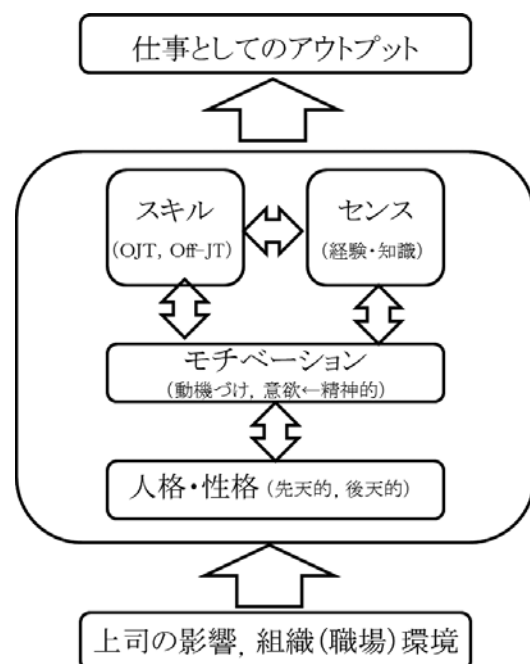 仕事としてのアウトプット
スキル
(OJT, Off-JT)
センス
(経験・知識)
モチベーション
(動機づけ, 意欲←精神的)
人格・性格 (先天的, 後天的)
上司の影響, 組織(職場)環境